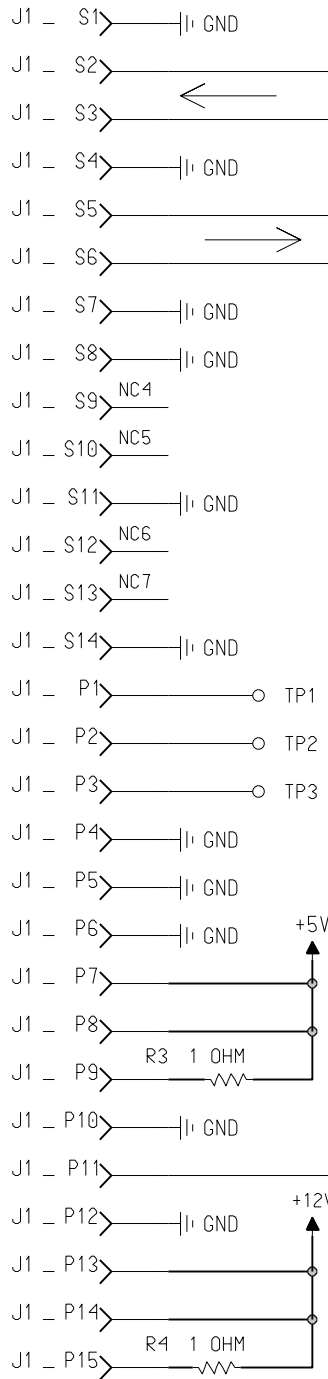 J1 _ S1 GND
J1 _ S2
J1 _ S3
J1 _ S4 GND
J1 _ S5
J1 _ S6
J1 _ S7 GND
J1 _ S8 GND
J1 _ S9 NC4
J1 _ S10 NC5
J1 _ S11 GND
J1 _ S12 NC6
J1 _ S13 NC7
J1 _ S14 GND
J1 _ P1 TP1
J1 _ P2 TP2
J1 _ P3 TP3
J1 _ P4 GND
J1 _ P5 GND
J1 _ P6 GND
+5V
J1 _ P7
J1 _ P8
J1 _ P9 R3 1 OHM
J1 _ P10 GND
J1 _ P11
+12V
J1 _ P12 GND
J1 _ P13
J1 _ P14
J1 _ P15 R4 1 OHM